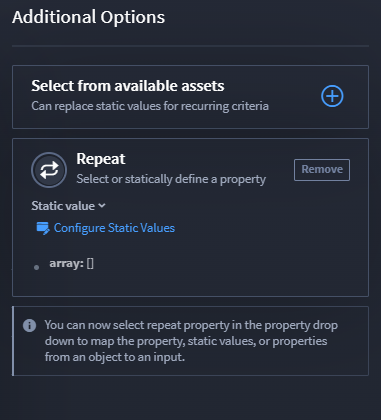 Additional Options
Select from available assets
Can replace static values for recurring criteria
Repeat
Select or statically define a property
Remove
Static value
Configure Static Values
array: []
You can now select repeat property in the property drop
down to map the property, static values, or properties
from an object to an input.